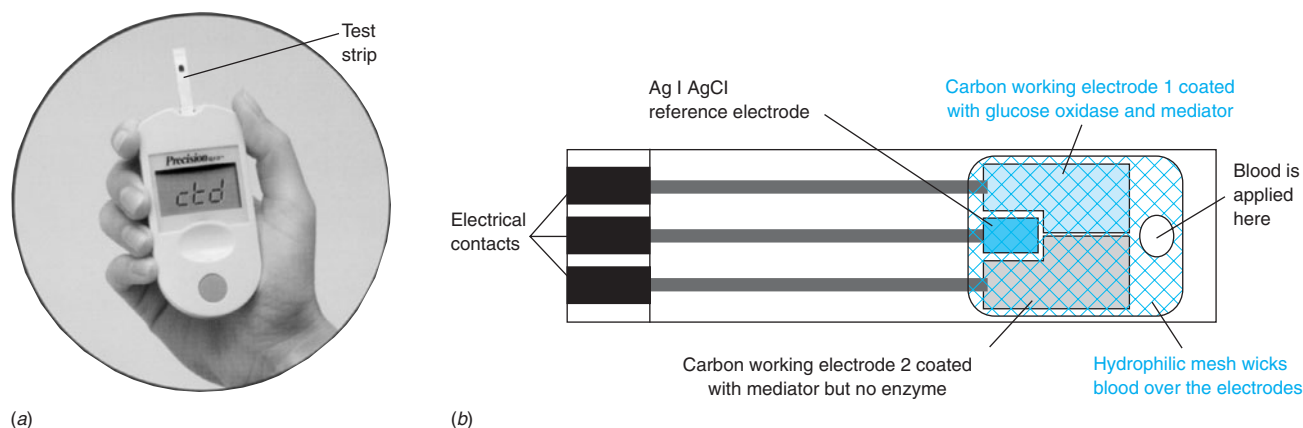 Test
strip
Precision
ctd
(a)
Ag I AgCl
reference electrode
Carbon working electrode 1 coated
with glucose oxidase and mediator
Blood is
applied
here
Electrical
contacts
Carbon working electrode 2 coated
with mediator but no enzyme
Hydrophilic mesh wicks
blood over the electrodes
(b)